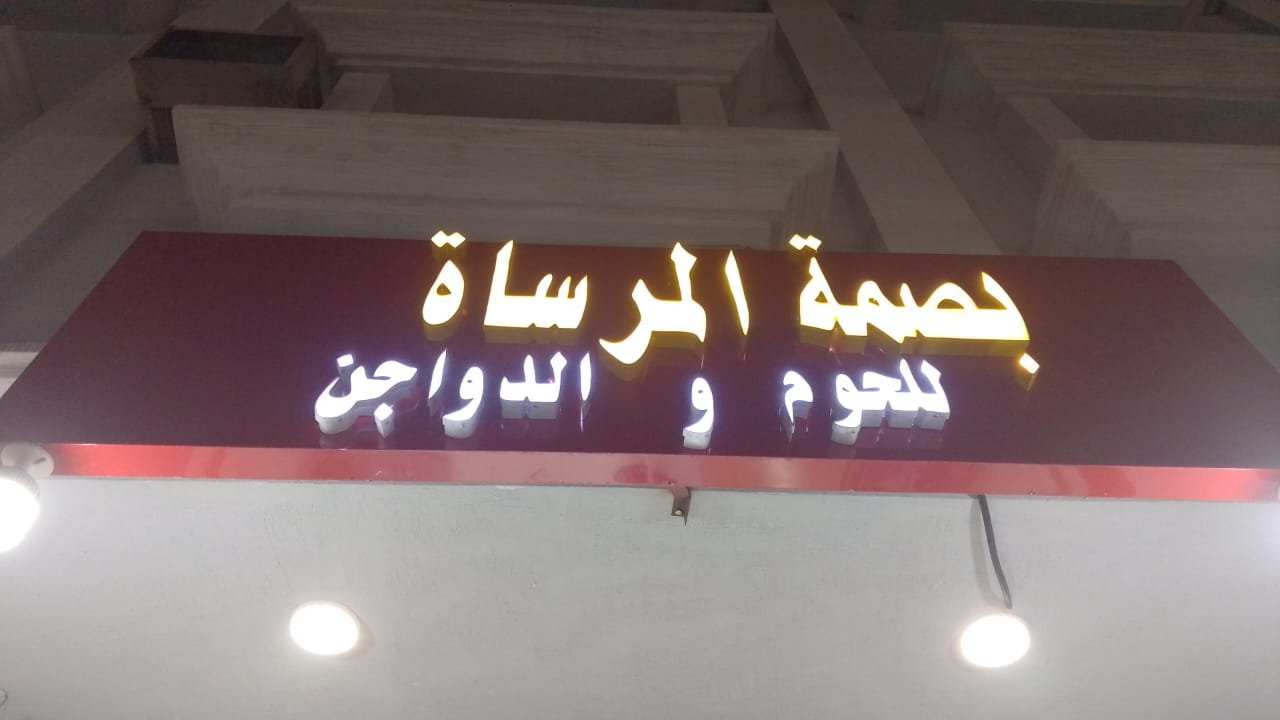 بصمة المرساة
للحوم و الدواجن